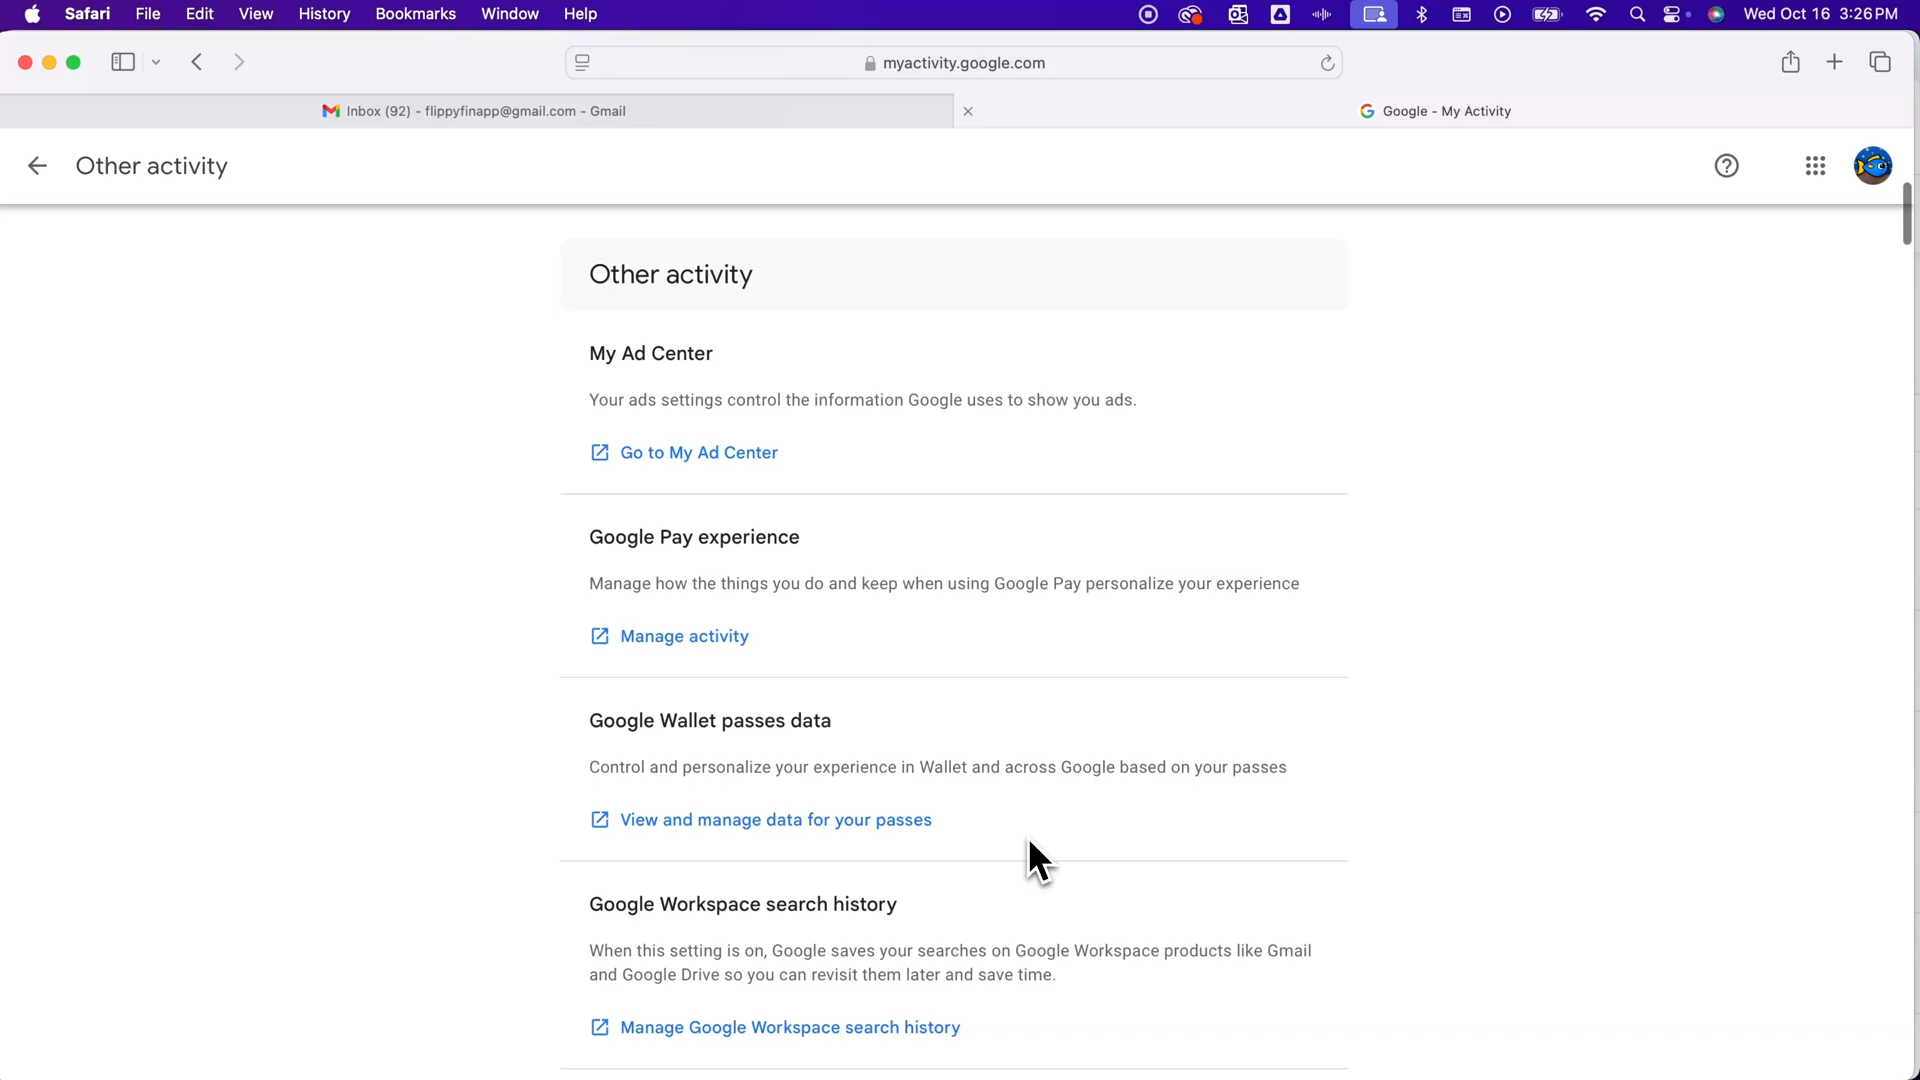 Safari File Edit View History Bookmarks Window Help Wed Oct 16 3:26 PM
myactivity.google.com
Inbox (92) - flippyfinapp@gmail.com - Gmail Google - My Activity
Other activity
Other activity
My Ad Center
Your ads settings control the information Google uses to show you ads.
Go to My Ad Center
Google Pay experience
Manage how the things you do and keep when using Google Pay personalize your experience
Manage activity
Google Wallet passes data
Control and personalize your experience in Wallet and across Google based on your passes
View and manage data for your passes
Google Workspace search history
When this setting is on, Google saves your searches on Google Workspace products like Gmail
and Google Drive so you can revisit them later and save time.
Manage Google Workspace search history